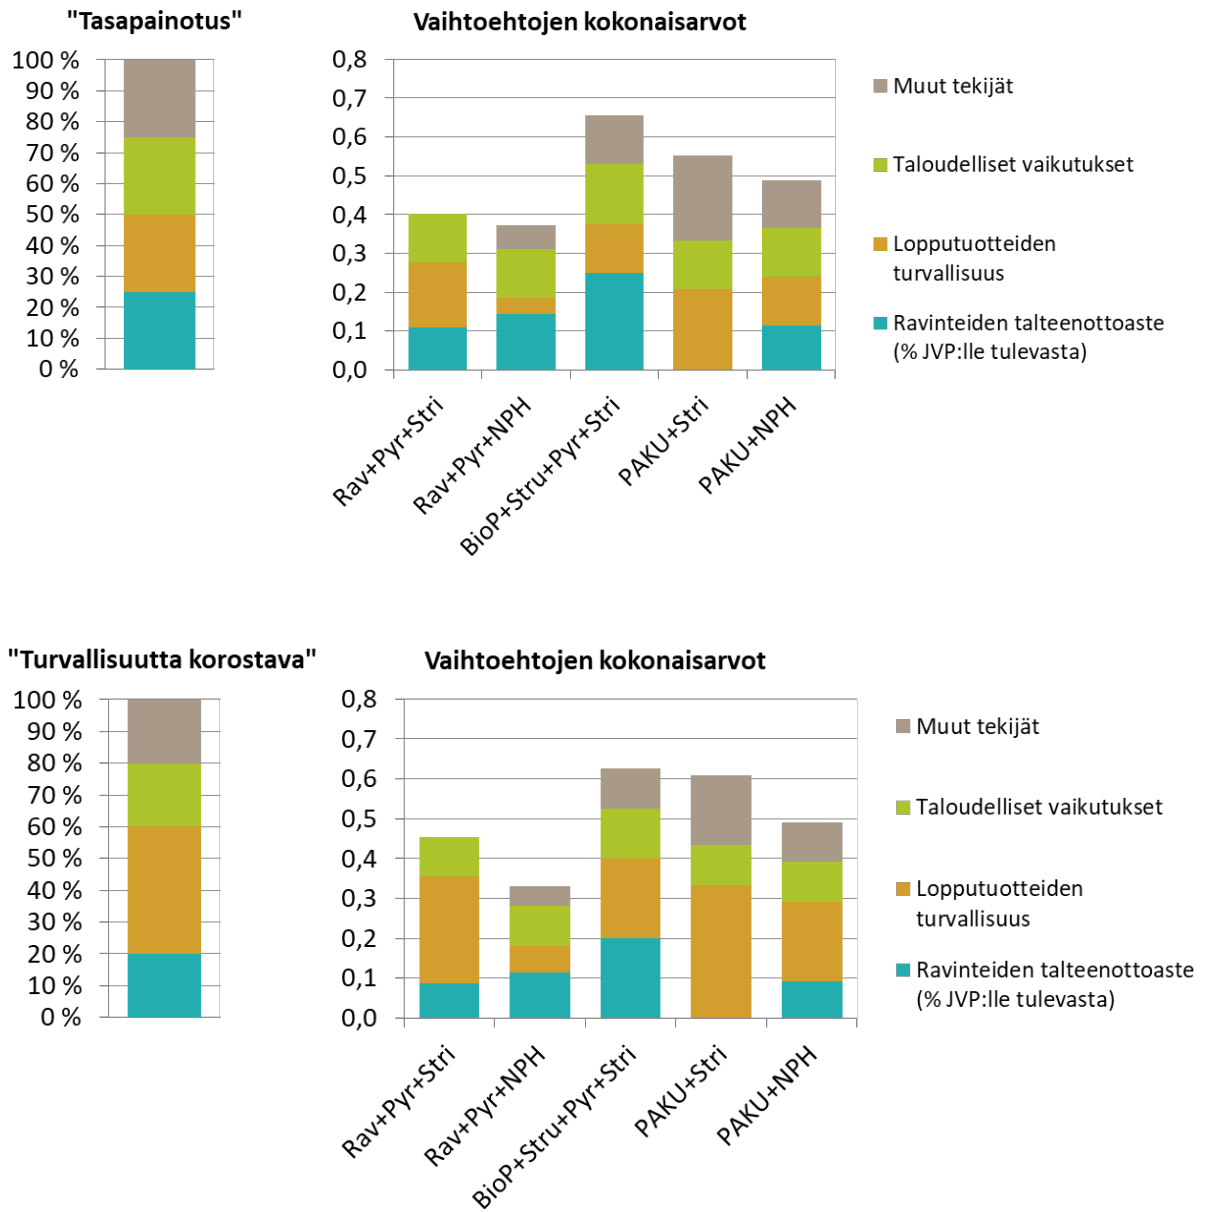 "Tasapainotus"
100 %
90 %
80 %
70 %
60 %
50 %
40 %
30 %
20 %
10 %
0 %
Vaihtoehtojen kokonaisarvot
0,8
0,7
0,6
0,5
0,4
0,3
0,2
0,1
0,0
Rav+Pyr+Stri
Rav+Pyr+NPH
BioP+Stru+Pyr+Stri
PAKU+Stri
PAKU+NPH
Muut tekijät
Taloudelliset vaikutukset
Lopputuotteiden
turvallisuus
Ravinteiden talteenottoaste
(% JVP:lle tulevasta)
"Turvallisuutta korostava"
100 %
90 %
80 %
70 %
60 %
50 %
40 %
30 %
20 %
10 %
0 %
Vaihtoehtojen kokonaisarvot
0,8
0,7
0,6
0,5
0,4
0,3
0,2
0,1
0,0
Rav+Pyr+Stri
Rav+Pyr+NPH
BioP+Stru+Pyr+Stri
PAKU+Stri
PAKU+NPH
Muut tekijät
Taloudelliset vaikutukset
Lopputuotteiden
turvallisuus
Ravinteiden talteenottoaste
(% JVP:lle tulevasta)